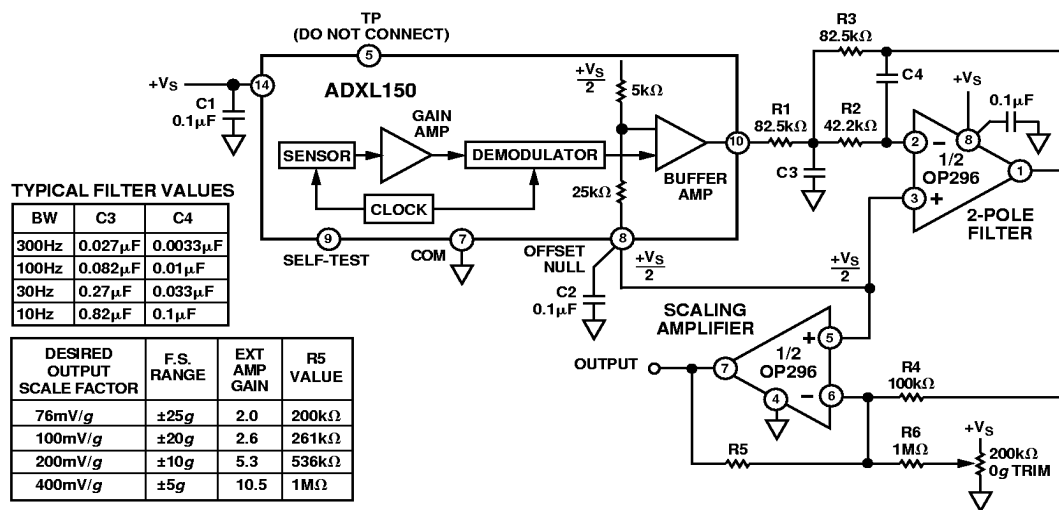 TP
(DO NOT CONNECT)
5
+VS
14
C1
0.1µF
ADXL150
GAIN
AMP
SENSOR
DEMODULATOR
CLOCK
+VS
2
5kΩ
25kΩ
BUFFER
AMP
10
9
SELF-TEST
7
COM
8
OFFSET
NULL
C2
0.1µF
+VS
2
R1
82.5kΩ
R3
82.5kΩ
R2
42.2kΩ
C3
C4
+VS
0.1µF
2
8
1
3
–
+
1/2
OP296
2-POLE
FILTER
+VS
2
SCALING
AMPLIFIER
OUTPUT
7
1/2
OP296
+
5
–
6
4
R4
100kΩ
R5
R6
1MΩ
+VS
200kΩ
0g TRIM
TYPICAL FILTER VALUES
BW C3 C4
300Hz 0.027µF 0.0033µF
100Hz 0.082µF 0.01µF
30Hz 0.27µF 0.033µF
10Hz 0.82µF 0.1µF
DESIRED
OUTPUT
SCALE FACTOR
F.S.
RANGE
EXT
AMP
GAIN
R5
VALUE
76mV/g ±25g 2.0 200kΩ
100mV/g ±20g 2.6 261kΩ
200mV/g ±10g 5.3 536kΩ
400mV/g ±5g 10.5 1MΩ